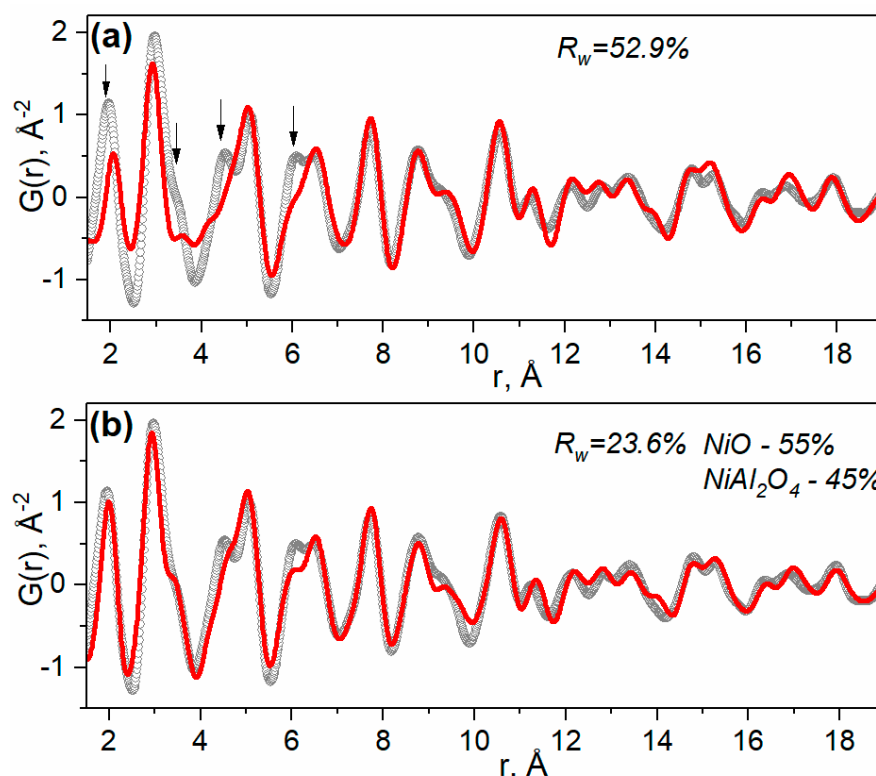 (a)
R_w=52.9%
G(r), Å⁻²
2
1
0
-1
2 4 6 8 10 12 14 16 18
r, Å
(b)
R_w=23.6% NiO - 55%
NiAl₂O₄ - 45%
G(r), Å⁻²
2
1
0
-1
2 4 6 8 10 12 14 16 18
r, Å